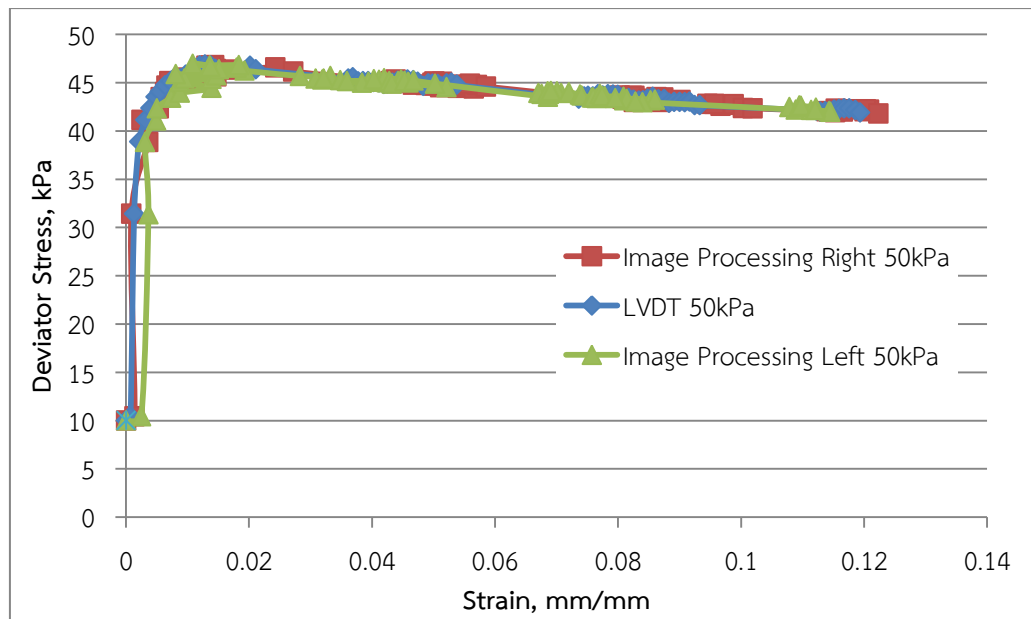 50
45
40
35
30
25
20
15
10
5
0
Deviator Stress, kPa
Image Processing Right 50kPa
LVDT 50kPa
Image Processing Left 50kPa
0 0.02 0.04 0.06 0.08 0.1 0.12 0.14
Strain, mm/mm